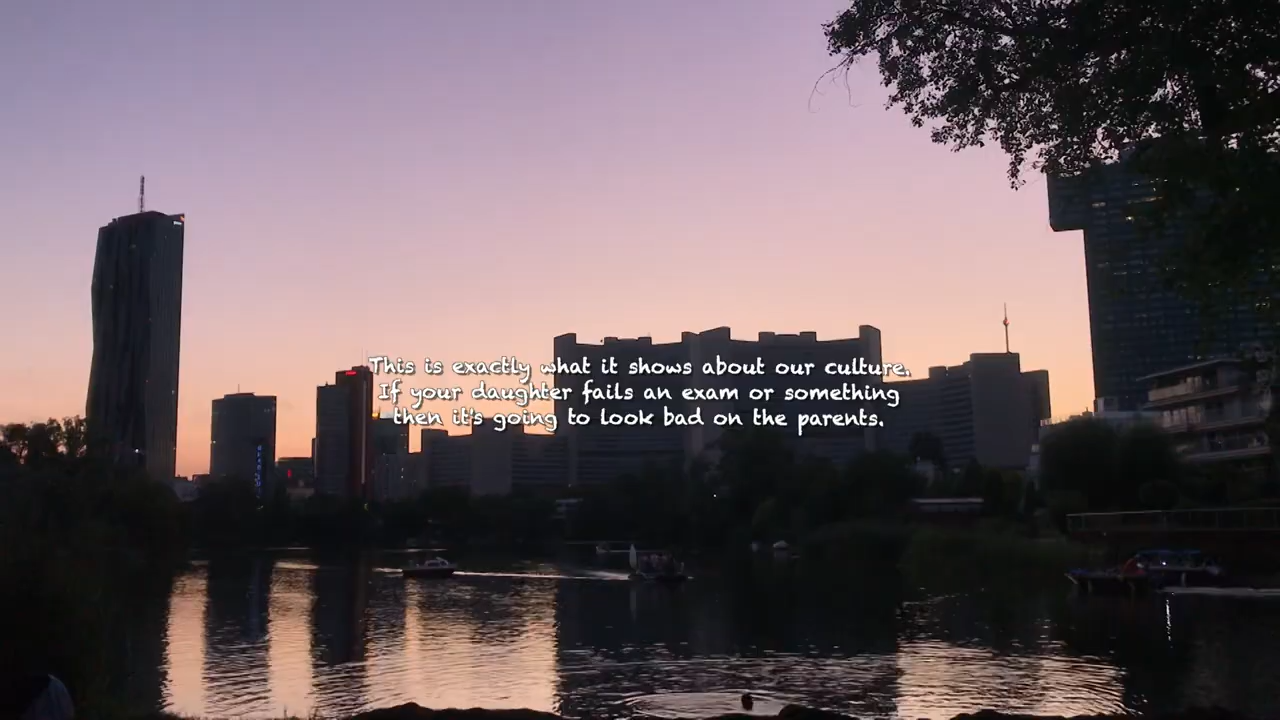 This is exactly what it shows about our culture.
If your daughter fails an exam or something
then it's going to look bad on the parents.